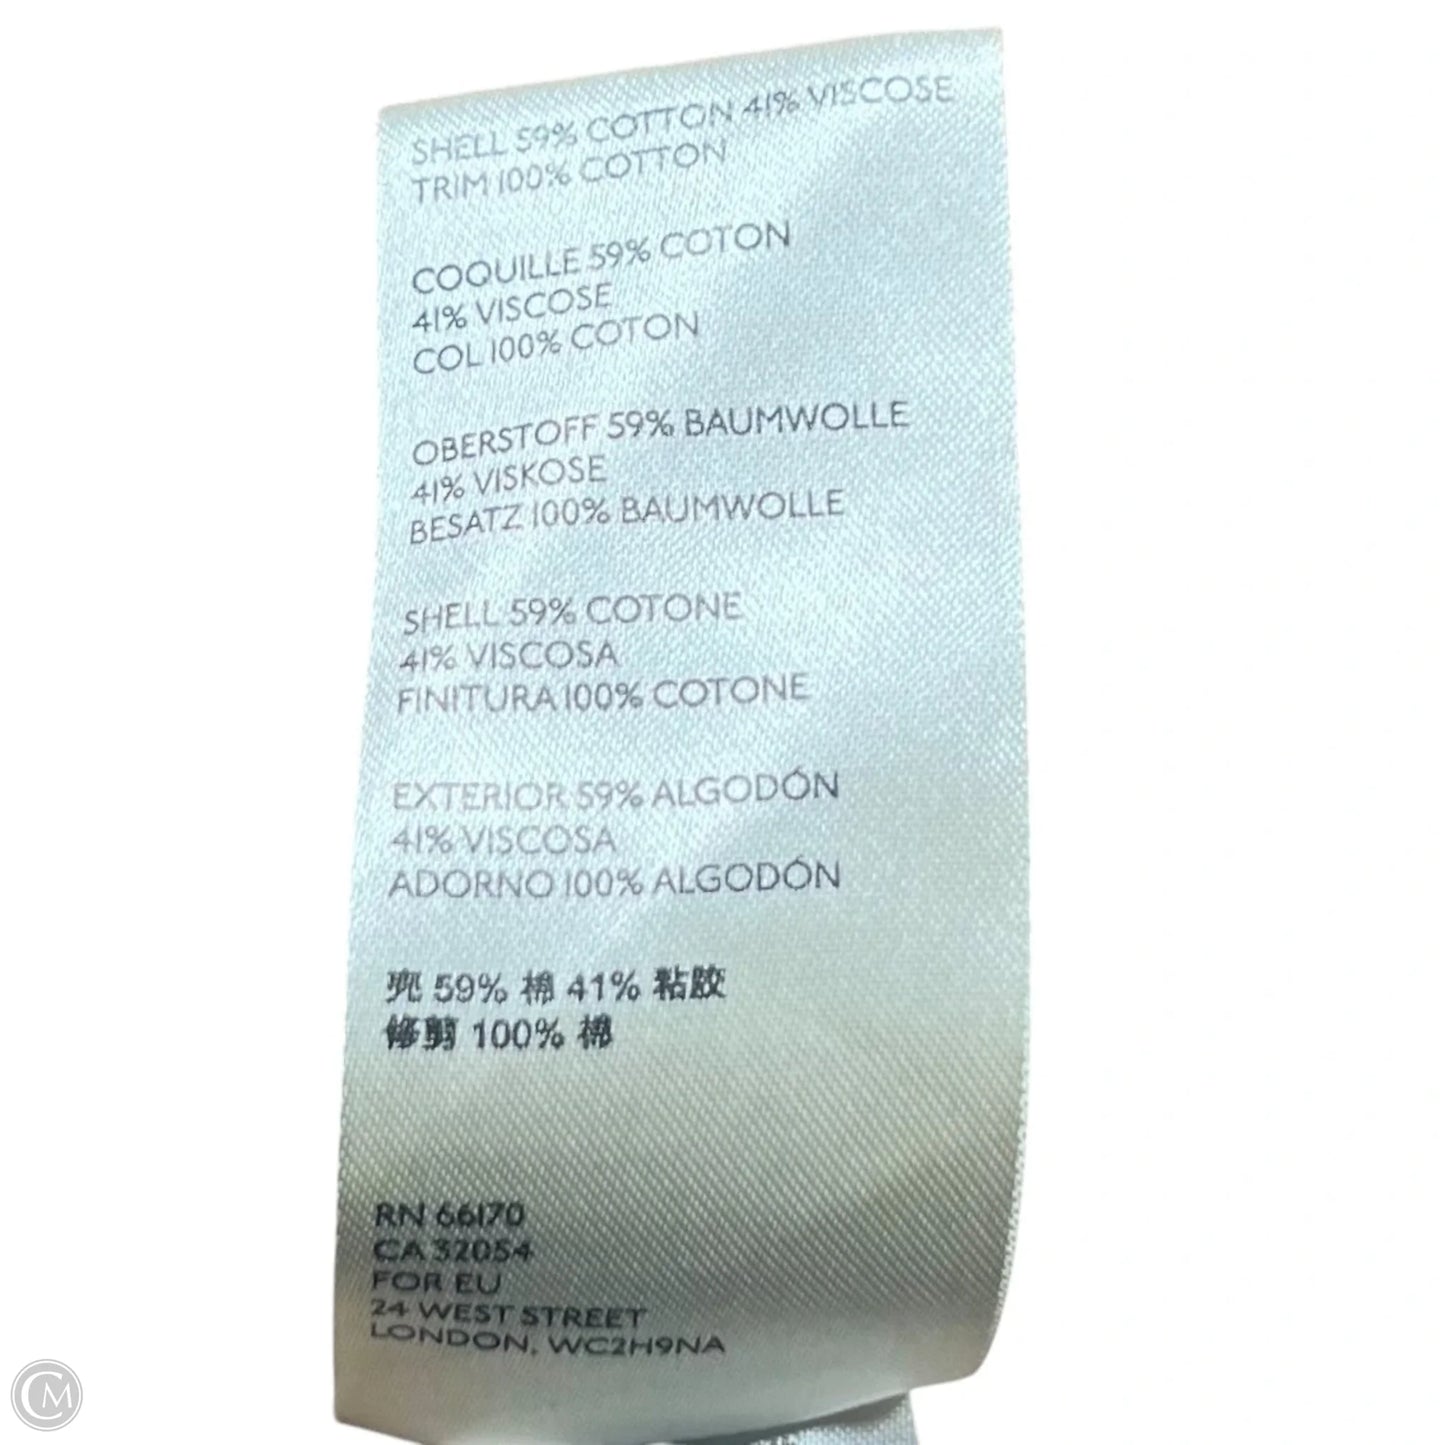 SHELL 59% COTTON 41% VISCOSE
TRIM 100% COTTON
COQUILLE 59% COTON
41% VISCOSE
COL 100% COTON
OBERSTOFF 59% BAUMWOLLE
41% VISKOSE
BESATZ 100% BAUMWOLLE
SHELL 59% COTONE
41% VISCOSA
FINITURA 100% COTONE
EXTERIOR 59% ALGODÓN
41% VISCOSA
ADORNO 100% ALGODÓN
壳 59% 棉 41% 粘胶
修剪 100% 棉
RN 66170
CA 32054
FOR EU
24 WEST STREET
LONDON, WC2H9NA
CM